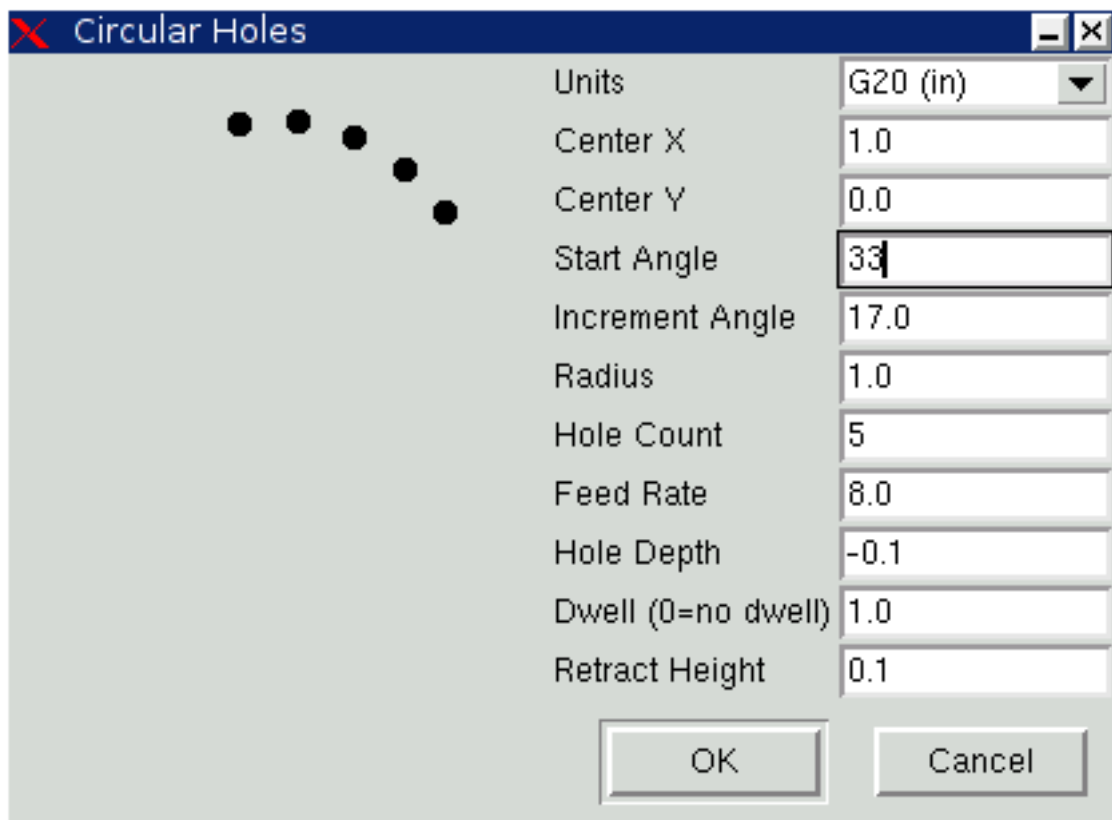 Circular Holes
Units G20 (in)
Center X 1.0
Center Y 0.0
Start Angle 33
Increment Angle 17.0
Radius 1.0
Hole Count 5
Feed Rate 8.0
Hole Depth -0.1
Dwell (0=no dwell) 1.0
Retract Height 0.1
OK Cancel